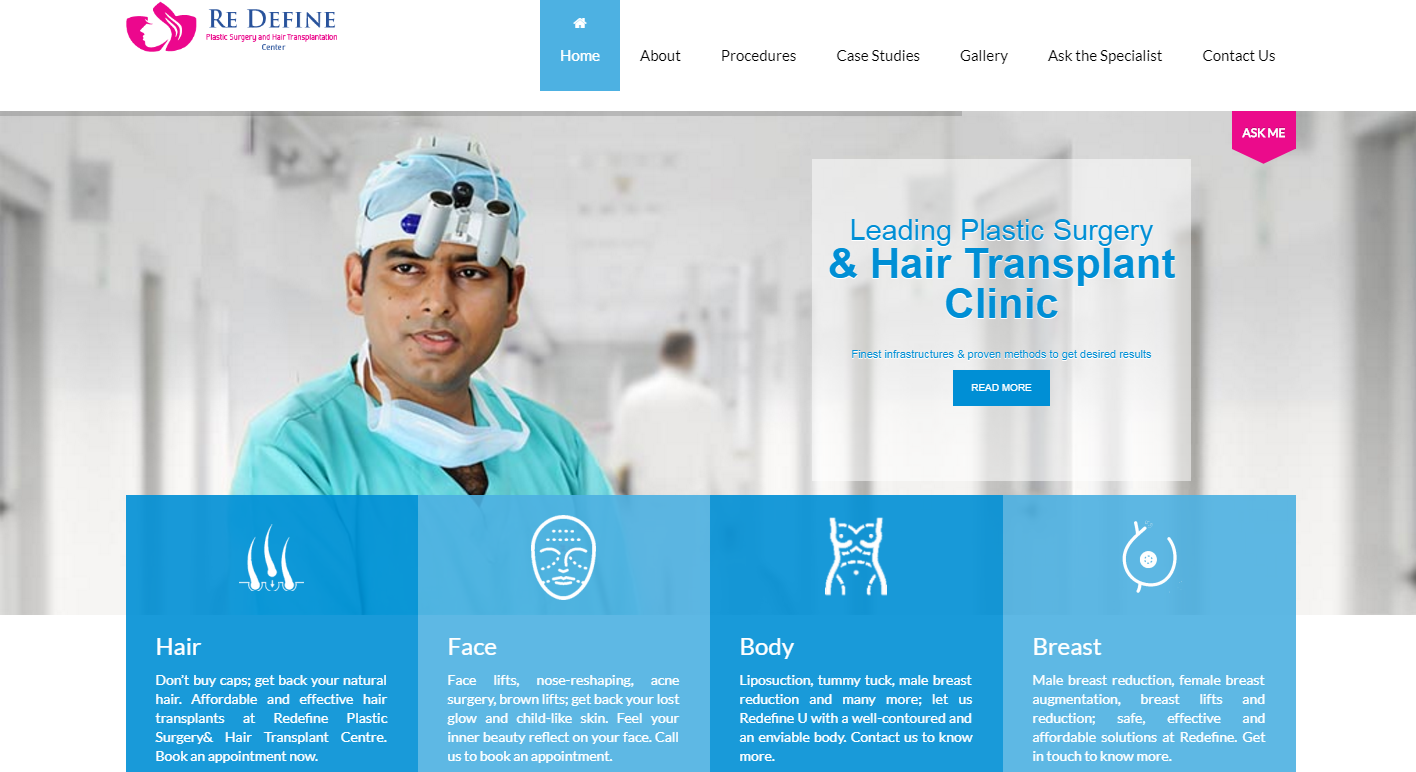 RE DEFINE
Plastic Surgery and Hair Transplantation
Center
Home
About
Procedures
Case Studies
Gallery
Ask the Specialist
Contact Us
ASK ME
Leading Plastic Surgery
& Hair Transplant
Clinic
Finest infrastructures & proven methods to get desired results
READ MORE
Hair
Don't buy caps; get back your natural
hair. Affordable and effective hair
transplants at Redefine Plastic
Surgery& Hair Transplant Centre.
Book an appointment now.
Face
Face lifts, nose-reshaping, acne
surgery, brown lifts; get back your lost
glow and child-like skin. Feel your
inner beauty reflect on your face. Call
us to book an appointment.
Body
Liposuction, tummy tuck, male breast
reduction and many more; let us
Redefine U with a well-contoured and
an enviable body. Contact us to know
more.
Breast
Male breast reduction, female breast
augmentation, breast lifts and
reduction; safe, effective and
affordable solutions at Redefine. Get
in touch to know more.